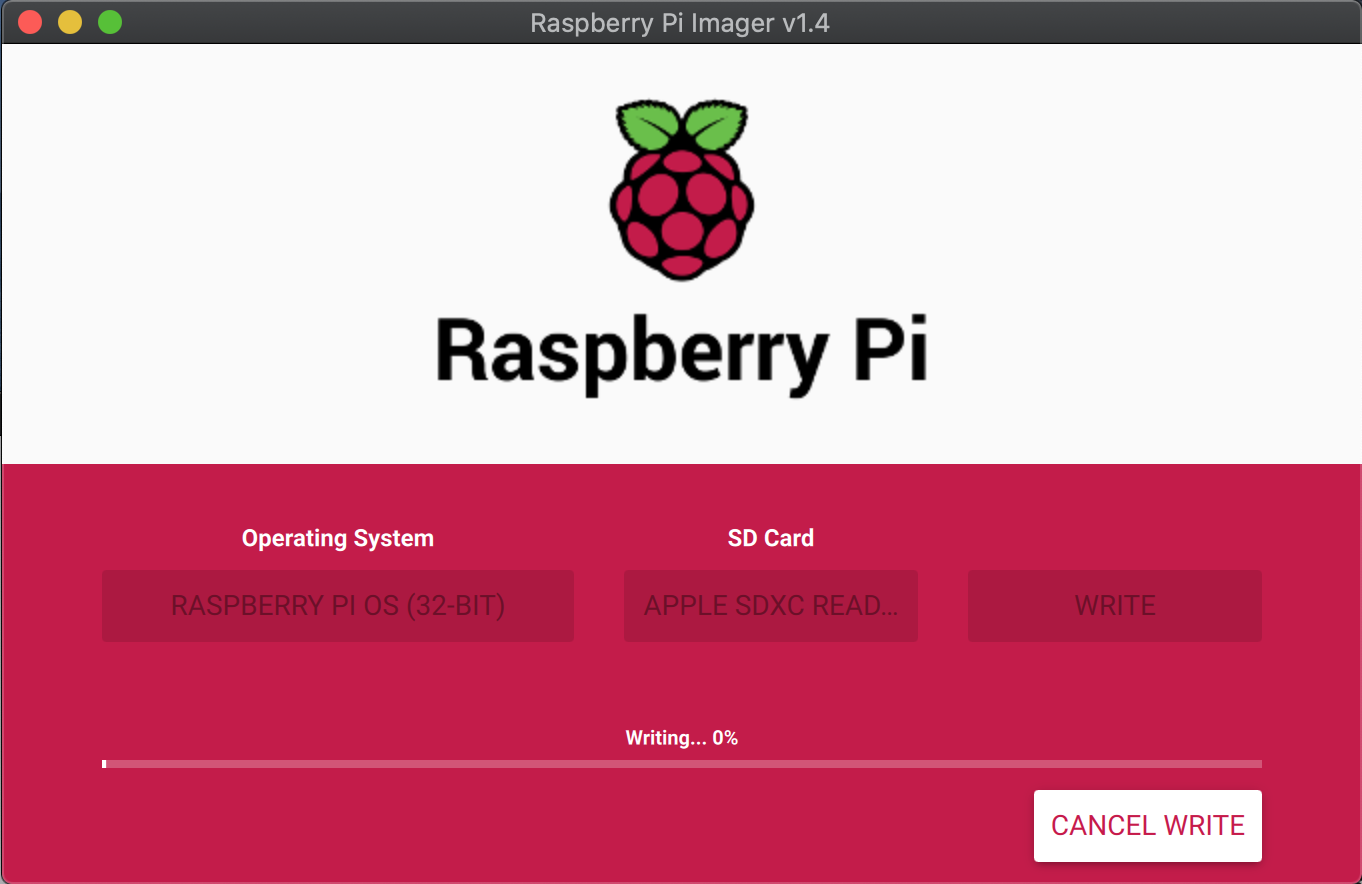 Raspberry Pi Imager v1.4
Raspberry Pi
Operating System
SD Card
RASPBERRY PI OS (32-BIT)
APPLE SDXC READ...
WRITE
Writing... 0%
CANCEL WRITE